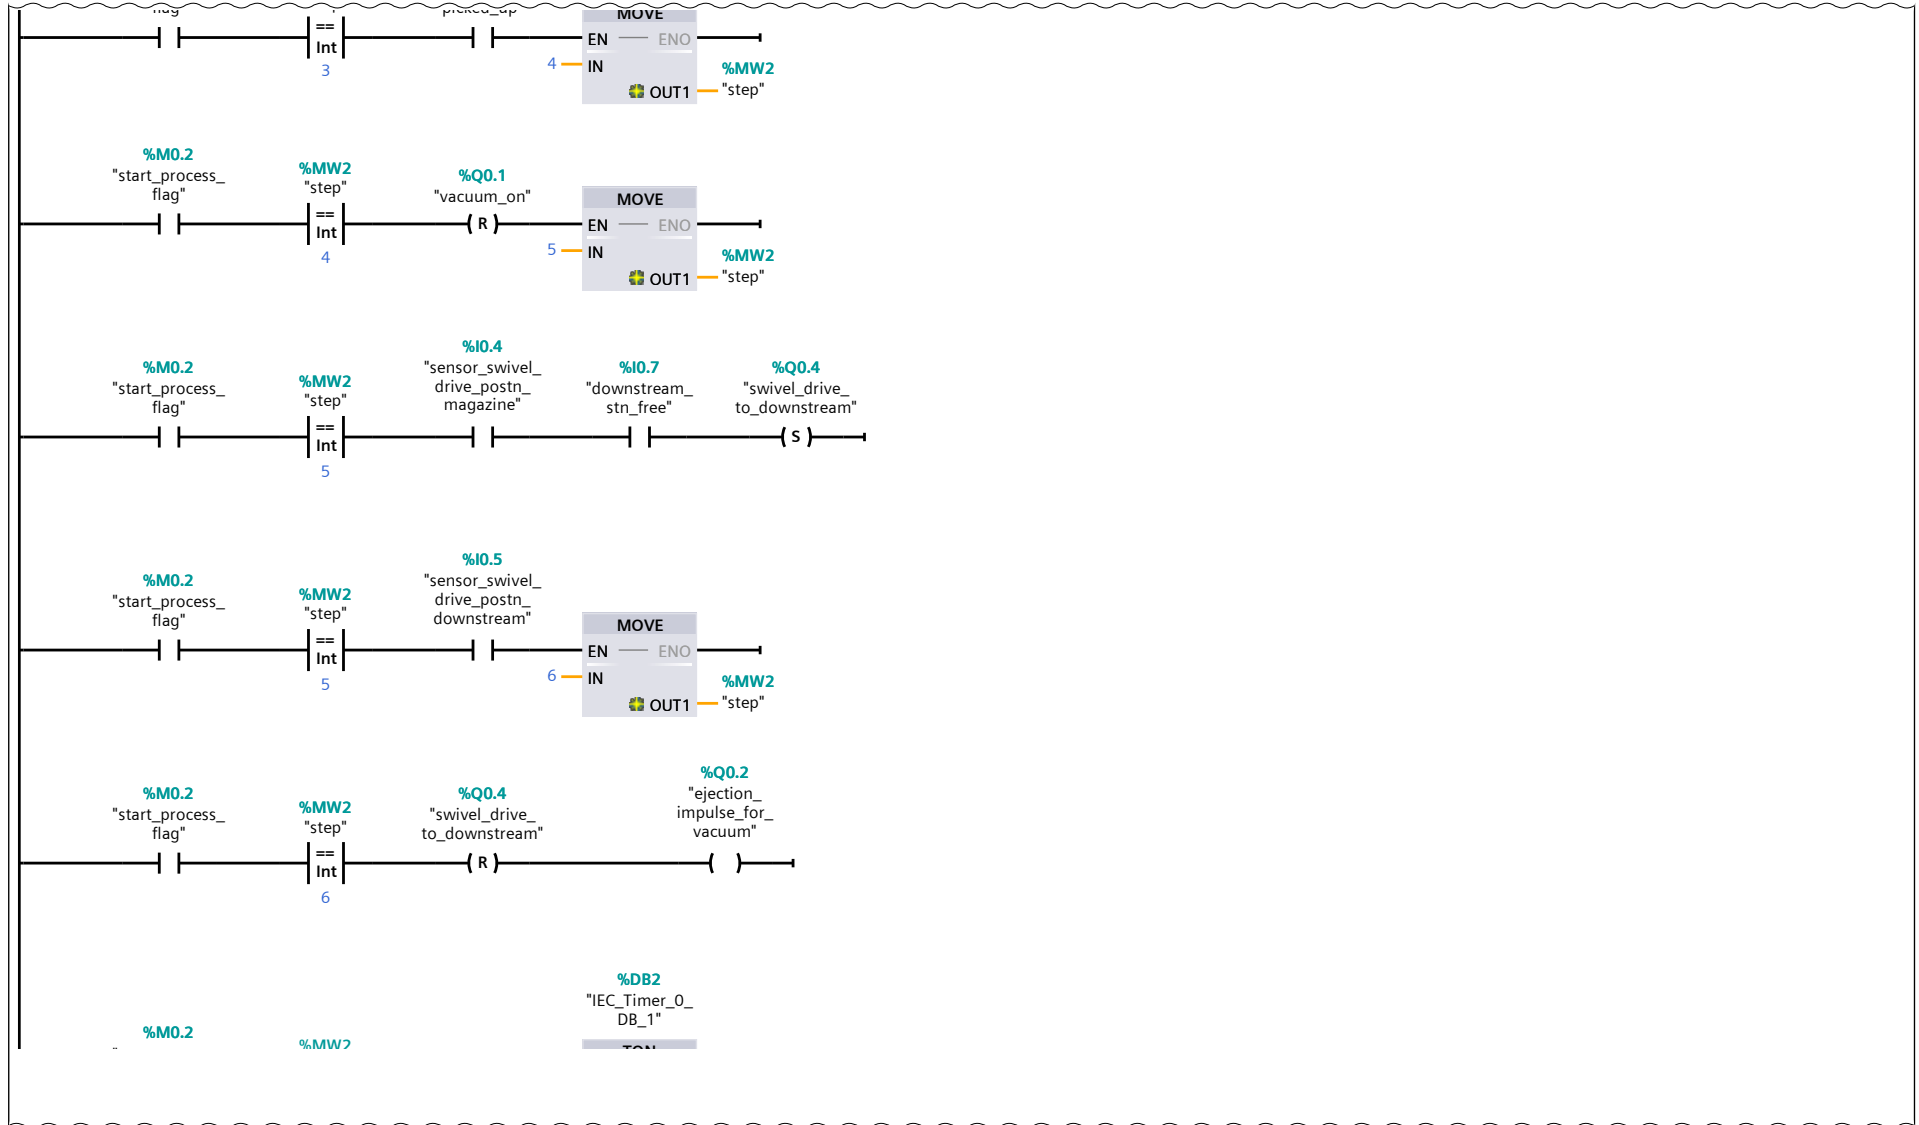 flag"
picked_up"
MOVE
==
Int
3
EN
ENO
4
IN
%MW2
OUT1
"step"
%M0.2
"start_process_
flag"
%MW2
"step"
==
Int
4
%Q0.1
"vacuum_on"
( R )
MOVE
EN
ENO
5
IN
%MW2
OUT1
"step"
%M0.2
"start_process_
flag"
%MW2
"step"
==
Int
5
%I0.4
"sensor_swivel_
drive_postn_
magazine"
%I0.7
"downstream_
stn_free"
%Q0.4
"swivel_drive_
to_downstream"
( S )
%M0.2
"start_process_
flag"
%MW2
"step"
==
Int
5
%I0.5
"sensor_swivel_
drive_postn_
downstream"
MOVE
EN
ENO
6
IN
%MW2
OUT1
"step"
%M0.2
"start_process_
flag"
%MW2
"step"
==
Int
6
%Q0.4
"swivel_drive_
to_downstream"
( R )
%Q0.2
"ejection_
impulse_for_
vacuum"
( )
%DB2
"IEC_Timer_0_
DB_1"
%M0.2
%MW2
TON